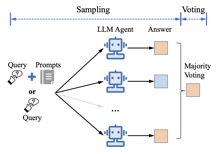 Sampling
Voting
LLM Agent
Answer
Query
Prompts
or
Query
...
Majority
Voting